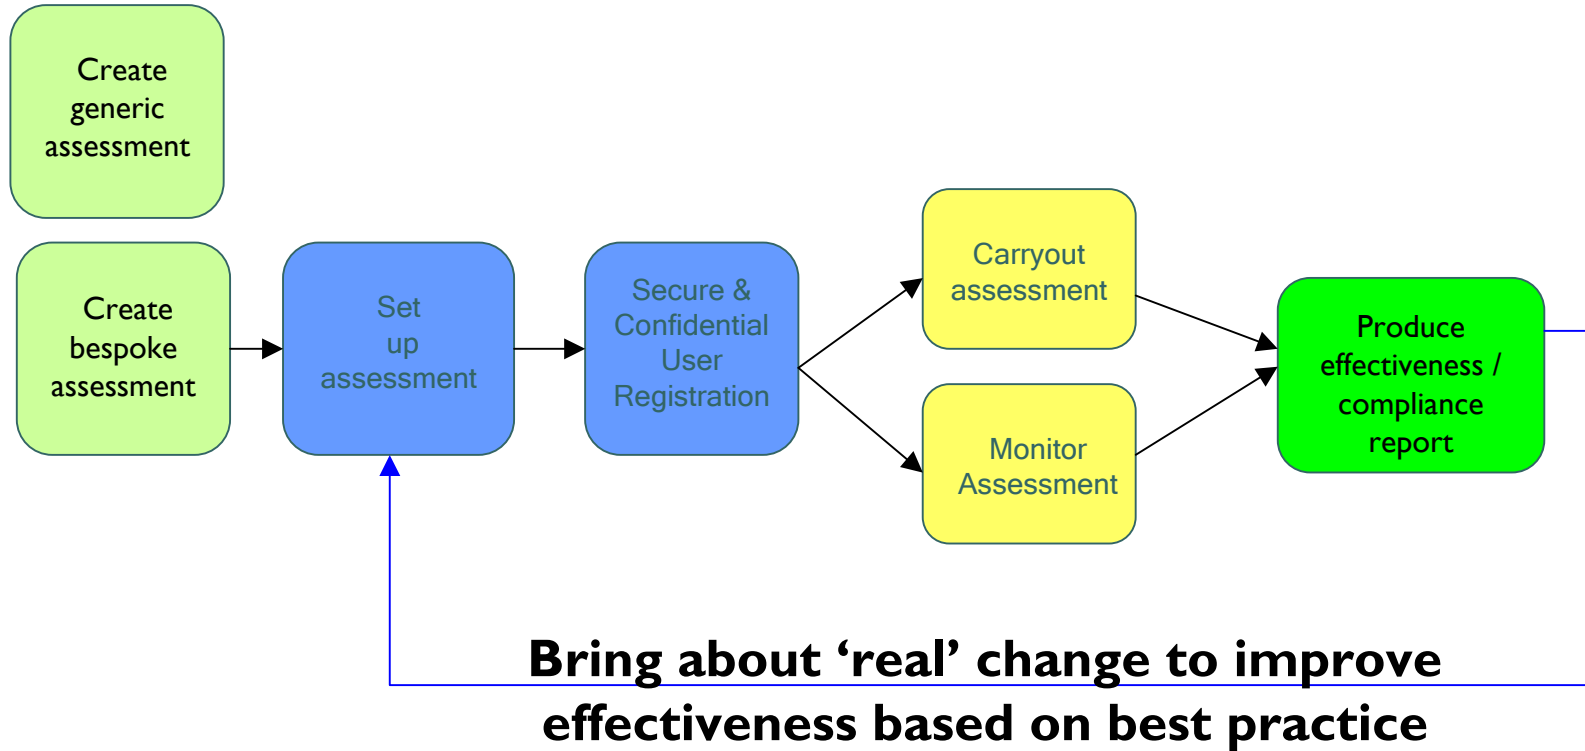 Create
generic
assessment
Create
bespoke
assessment
Set
up
assessment
Secure &
Confidential
User
Registration
Carryout
assessment
Monitor
Assessment
Produce
effectiveness /
compliance
report
Bring about ‘real’ change to improve
effectiveness based on best practice